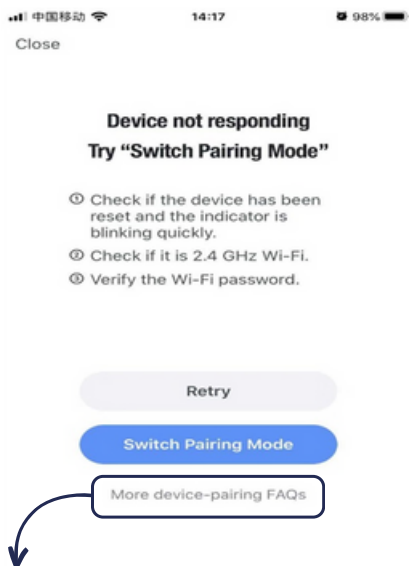 中国移动 14:17 98%
Close
Device not responding
Try “Switch Pairing Mode”
① Check if the device has been
reset and the indicator is
blinking quickly.
② Check if it is 2.4 GHz Wi-Fi.
③ Verify the Wi-Fi password.
Retry
Switch Pairing Mode
More device-pairing FAQs